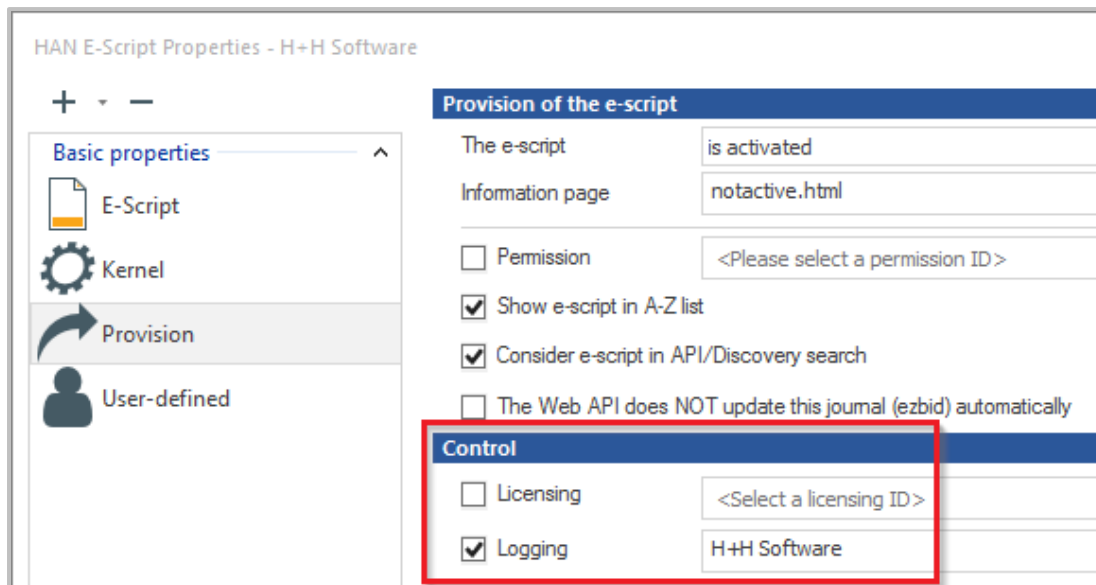 HAN E-Script Properties - H+H Software
Basic properties
E-Script
Kernel
Provision
User-defined
Provision of the e-script
The e-script is activated
Information page notactive.html
Permission <Please select a permission ID>
Show e-script in A-Z list
Consider e-script in API/Discovery search
The Web API does NOT update this journal (ezbid) automatically
Control
Licensing <Select a licensing ID>
Logging H+H Software